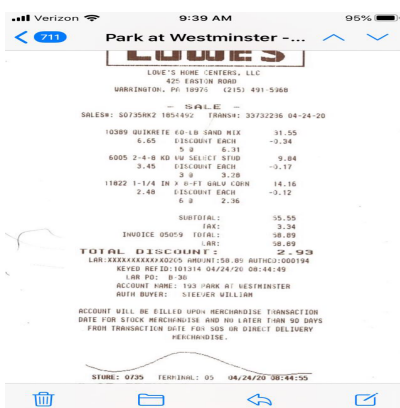 Verizon 9:39 AM 95%
711 Park at Westminster -...
LOWE'S
LOWE'S HOME CENTERS, LLC
425 EASTON ROAD
WARRINGTON, PA 18976 (215) 491-5968
- SALE -
SALES#: S0735RK2 1854492 TRANS#: 33732236 04-24-20
10389 QUIKRETE 60-LB SAND MIX 31.55
6.65 DISCOUNT EACH -0.34
5 @ 6.31
6005 2-4-8 KD WW SELECT STUD 9.84
3.45 DISCOUNT EACH -0.17
3 @ 3.28
11822 1-1/4 IN X 8-FT GALV CORN 14.16
2.48 DISCOUNT EACH -0.12
6 @ 2.36
SUBTOTAL: 55.55
TAX: 3.34
INVOICE 05059 TOTAL: 58.89
LAR: 58.89
TOTAL DISCOUNT: 2.93
LAR:XXXXXXXXXXXX0205 AMOUNT:58.89 AUTHCD:000194
KEYED REFID:101314 04/24/20 08:44:49
LAR PO: B-36
ACCOUNT NAME: 193 PARK AT WESTMINSTER
AUTH BUYER: STEEVER WILLIAM
ACCOUNT WILL BE BILLED UPON MERCHANDISE TRANSACTION
DATE FOR STOCK MERCHANDISE AND NO LATER THAN 90 DAYS
FROM TRANSACTION DATE FOR SOS OR DIRECT DELIVERY
MERCHANDISE.
STORE: 0735 TERMINAL: 05 04/24/20 08:44:55